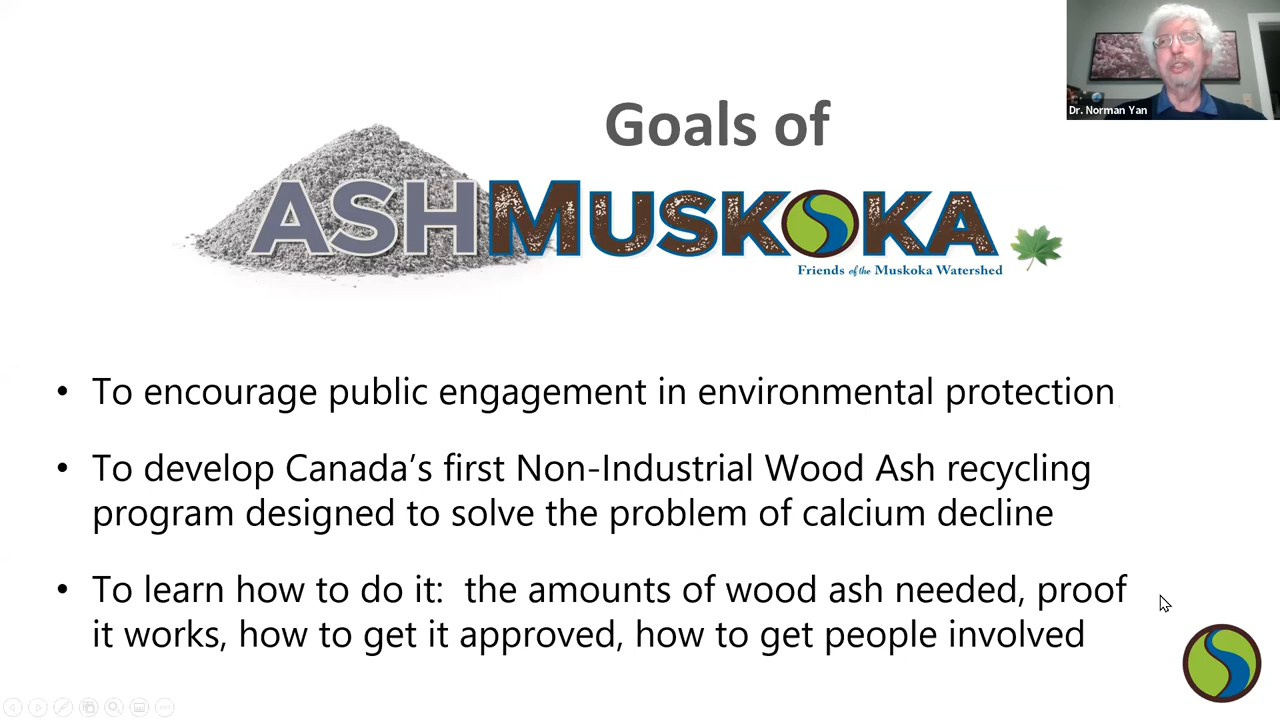 Dr. Norman Yan
Goals of
ASHMUSKOKA
Friends of the Muskoka Watershed
• To encourage public engagement in environmental protection
• To develop Canada’s first Non-Industrial Wood Ash recycling
program designed to solve the problem of calcium decline
• To learn how to do it:  the amounts of wood ash needed, proof
it works, how to get it approved, how to get people involved